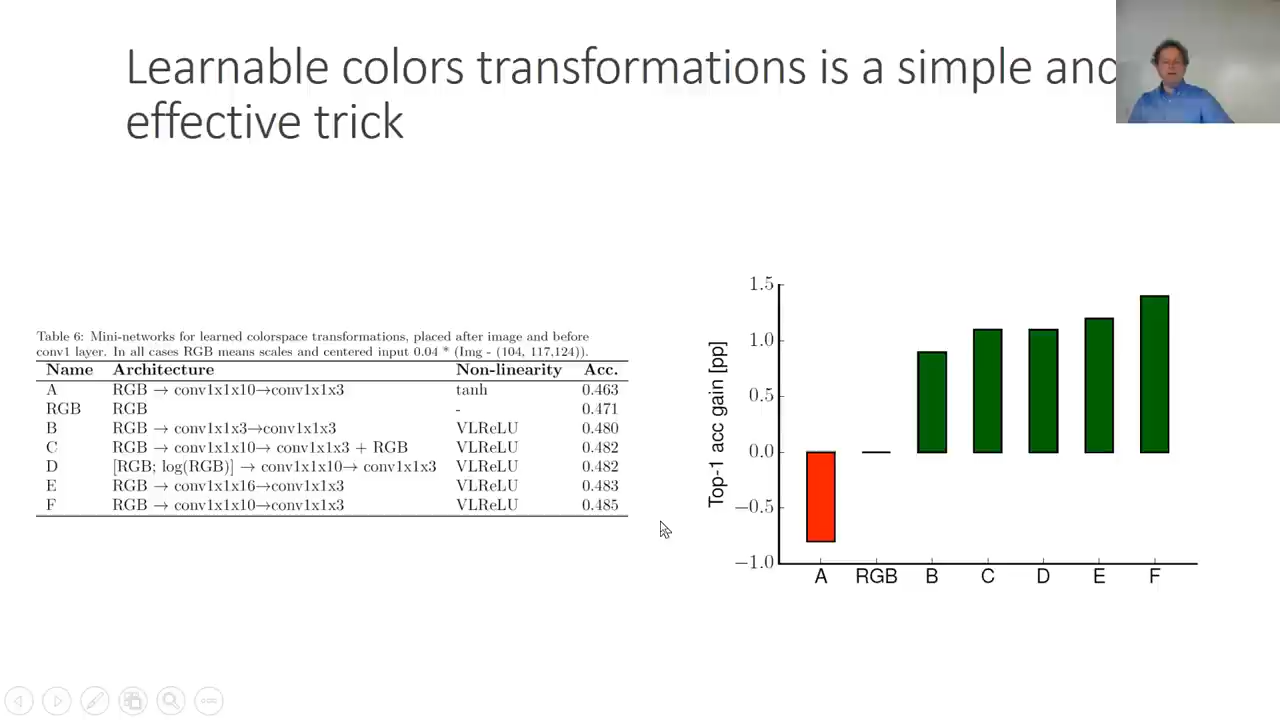 Learnable colors transformations is a simple and
effective trick
Table 6: Mini-networks for learned colorspace transformations, placed after image and before
conv1 layer. In all cases RGB means scales and centered input 0.04 * (Img - (104, 117,124)).
Name Architecture Non-linearity Acc.
A RGB → conv1x1x10→conv1x1x3 tanh 0.463
RGB RGB - 0.471
B RGB → conv1x1x3→conv1x1x3 VLReLU 0.480
C RGB → conv1x1x10→ conv1x1x3 + RGB VLReLU 0.482
D [RGB; log(RGB)] → conv1x1x10→ conv1x1x3 VLReLU 0.482
E RGB → conv1x1x16→conv1x1x3 VLReLU 0.483
F RGB → conv1x1x10→conv1x1x3 VLReLU 0.485
Top-1 acc gain [pp]
1.5
1.0
0.5
0.0
−0.5
−1.0
A RGB B C D E F